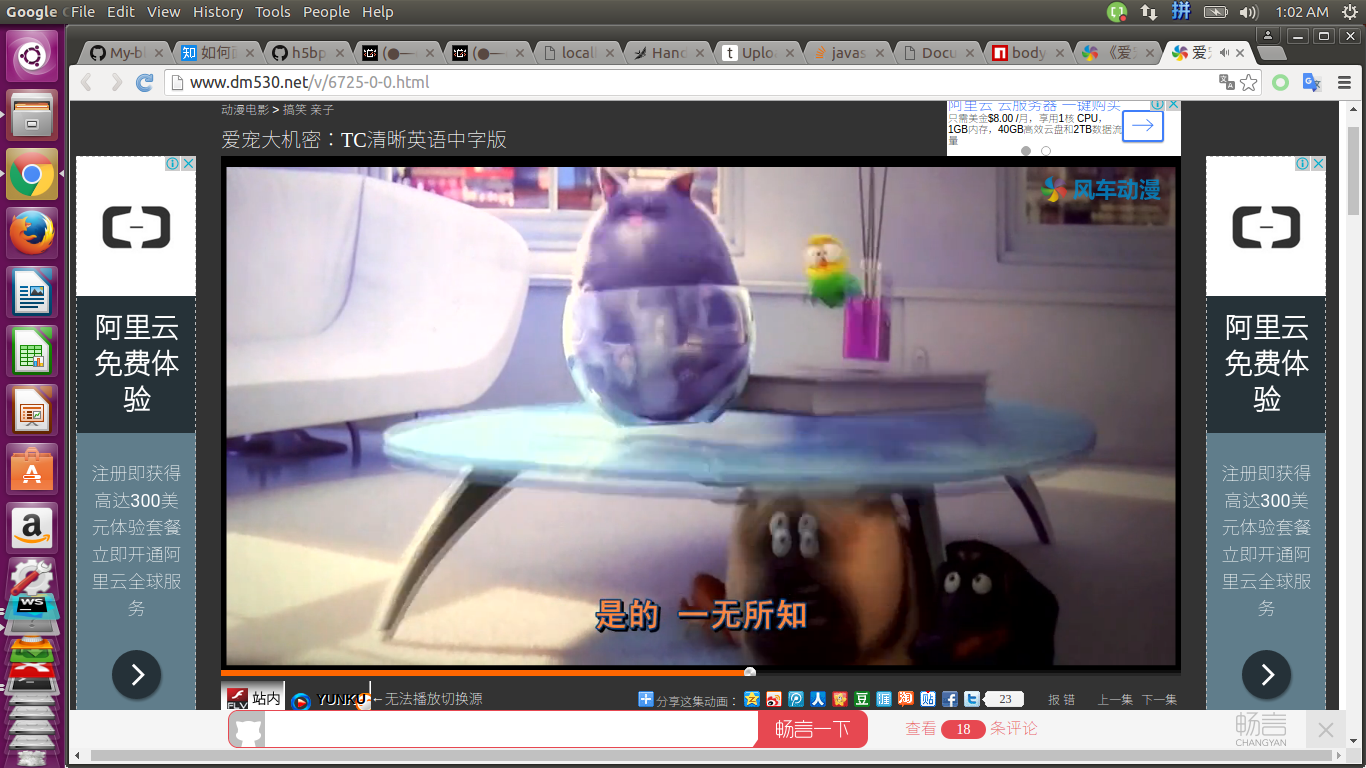 Google
File Edit View History Tools People Help
拼
1:02 AM
My-bl
知 如何
h5bp
(●—
(●—
locall
Hand
t Uploa
javas
Docu
n body
《爱
爱
www.dm530.net/v/6725-0-0.html
动漫电影 > 搞笑 亲子
爱宠大机密：TC清晰英语中字版
阿里云 云服务器 一键购买
只需美金$8.00 /月，享用1核 CPU，
1GB内存，40GB高效云盘和2TB数据流
量
风车动漫
阿里云
免费体
验
注册即获得
高达300美
元体验套餐
立即开通阿
里云全球服
务
阿里云
免费体
验
注册即获得
高达300美
元体验套餐
立即开通阿
里云全球服
务
是的 一无所知
WS
FLV 站内
YUNKU ←无法播放切换源
分享这集动画：
人
豆
涯
淘
贴
23
报 错
上一集 下一集
畅言一下
查看 18 条评论
畅言
CHANGYAN